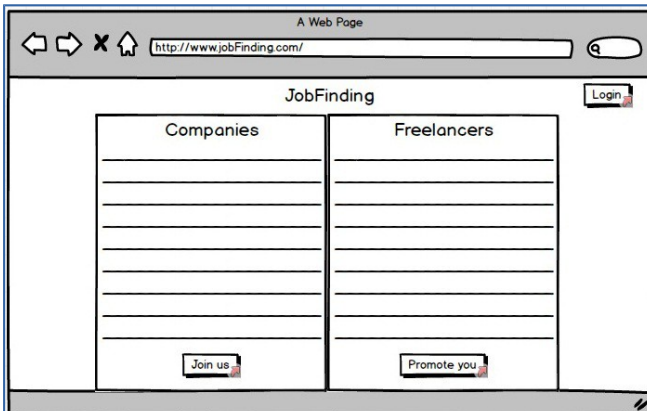 A Web Page
http://www.jobFinding.com/
JobFinding
Login
Companies
Freelancers
Join us
Promote you